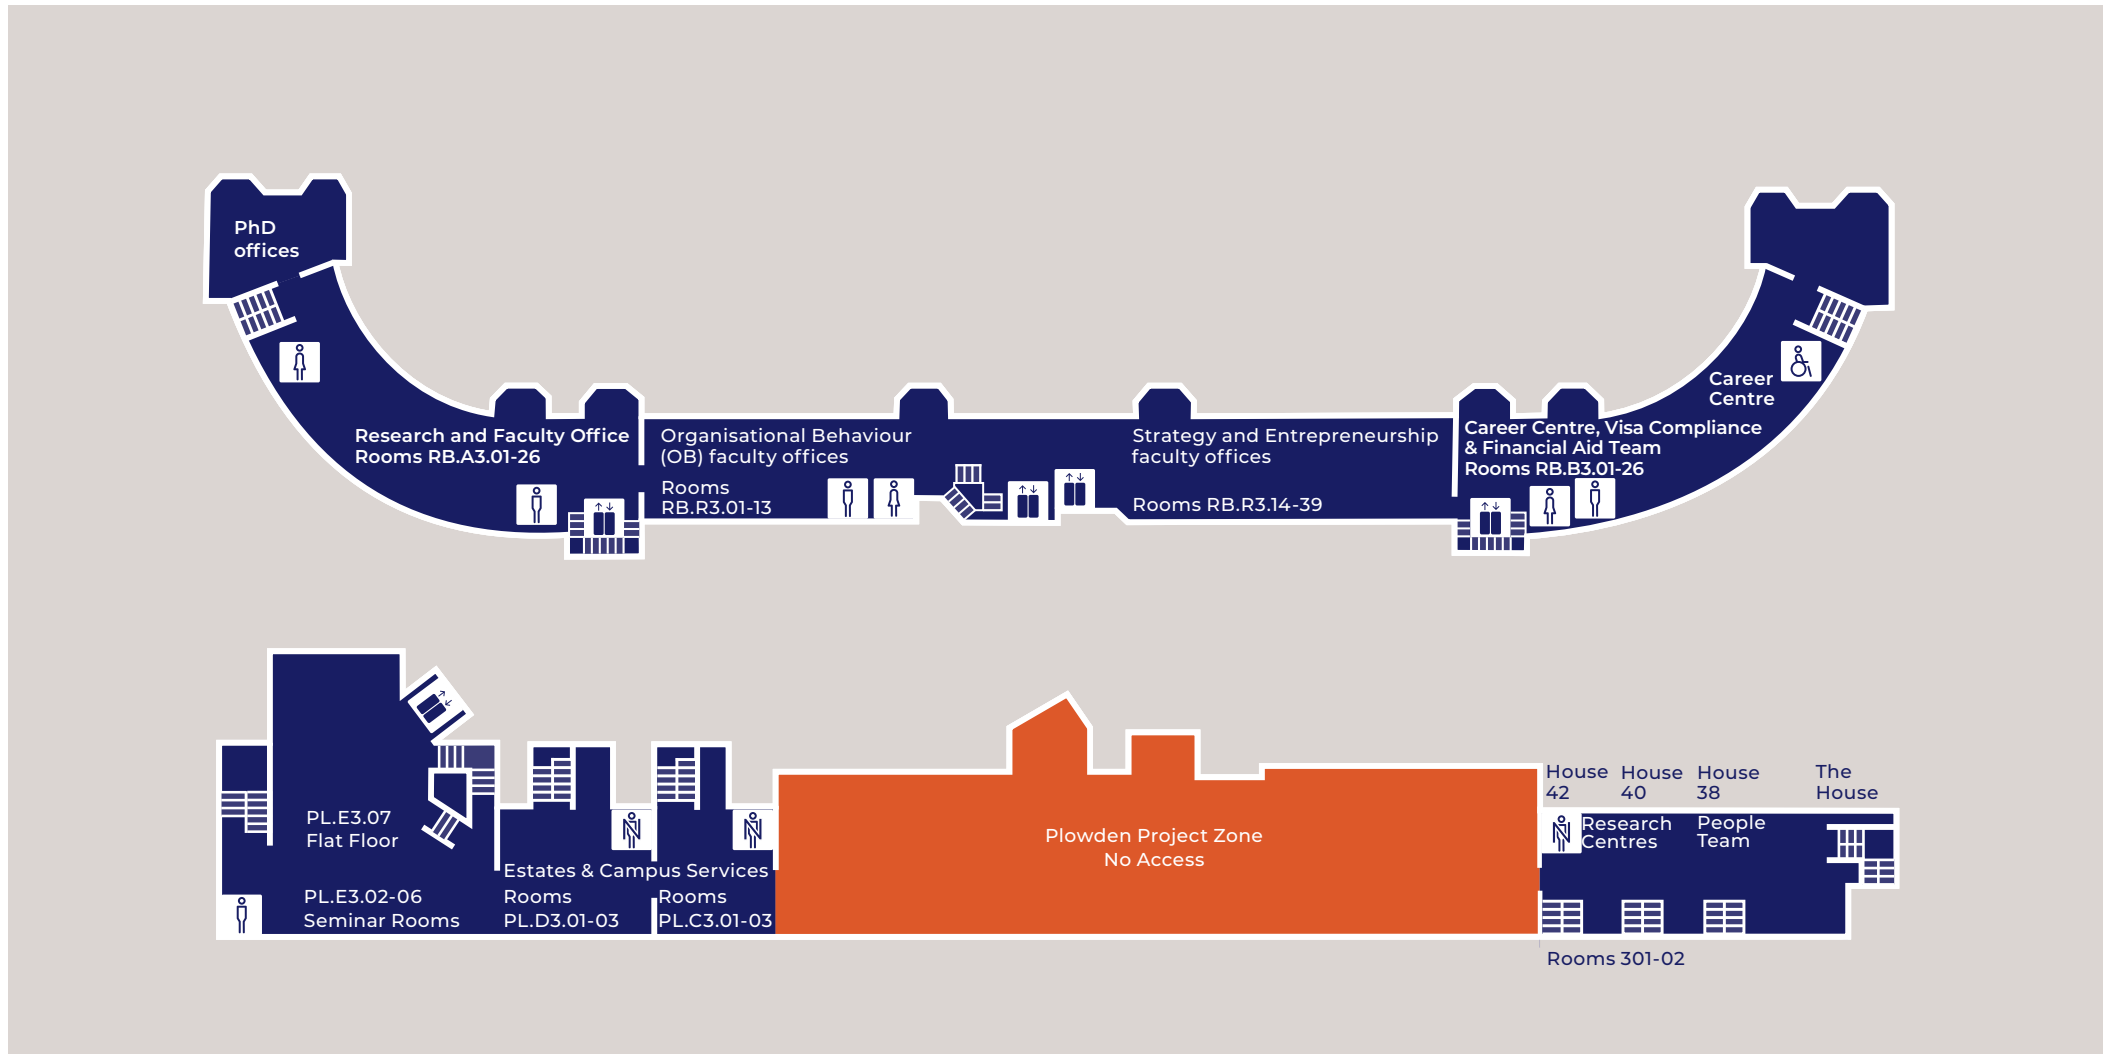 PhD
offices
Research and Faculty Office
Rooms RB.A3.01-26
Organisational Behaviour
(OB) faculty offices
Rooms
RB.R3.01-13
Strategy and Entrepreneurship
faculty offices
Rooms RB.R3.14-39
Career
Centre
Career Centre, Visa Compliance
& Financial Aid Team
Rooms RB.B3.01-26
PL.E3.07
Flat Floor
PL.E3.02-06
Seminar Rooms
Estates & Campus Services
Rooms
PL.D3.01-03
Rooms
PL.C3.01-03
Plowden Project Zone
No Access
House
42
House
40
House
38
The
House
Research
Centres
People
Team
Rooms 301-02